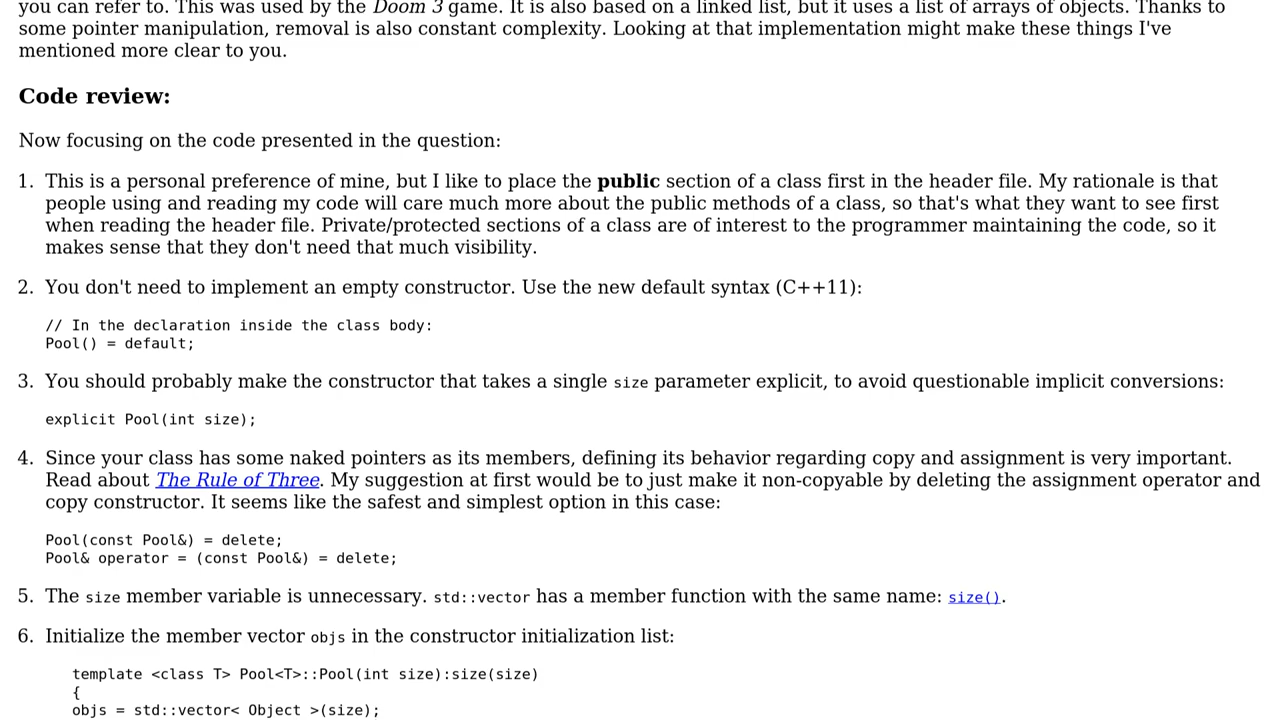 you can refer to. This was used by the Doom 3 game. It is also based on a linked list, but it uses a list of arrays of objects. Thanks to
some pointer manipulation, removal is also constant complexity. Looking at that implementation might make these things I've
mentioned more clear to you.
Code review:
Now focusing on the code presented in the question:
1. This is a personal preference of mine, but I like to place the public section of a class first in the header file. My rationale is that
people using and reading my code will care much more about the public methods of a class, so that's what they want to see first
when reading the header file. Private/protected sections of a class are of interest to the programmer maintaining the code, so it
makes sense that they don't need that much visibility.
2. You don't need to implement an empty constructor. Use the new default syntax (C++11):
// In the declaration inside the class body:
Pool() = default;
3. You should probably make the constructor that takes a single size parameter explicit, to avoid questionable implicit conversions:
explicit Pool(int size);
4. Since your class has some naked pointers as its members, defining its behavior regarding copy and assignment is very important.
Read about The Rule of Three. My suggestion at first would be to just make it non-copyable by deleting the assignment operator and
copy constructor. It seems like the safest and simplest option in this case:
Pool(const Pool&) = delete;
Pool& operator = (const Pool&) = delete;
5. The size member variable is unnecessary. std::vector has a member function with the same name: size().
6. Initialize the member vector objs in the constructor initialization list:
template <class T> Pool<T>::Pool(int size):size(size)
{
objs = std::vector< Object >(size);